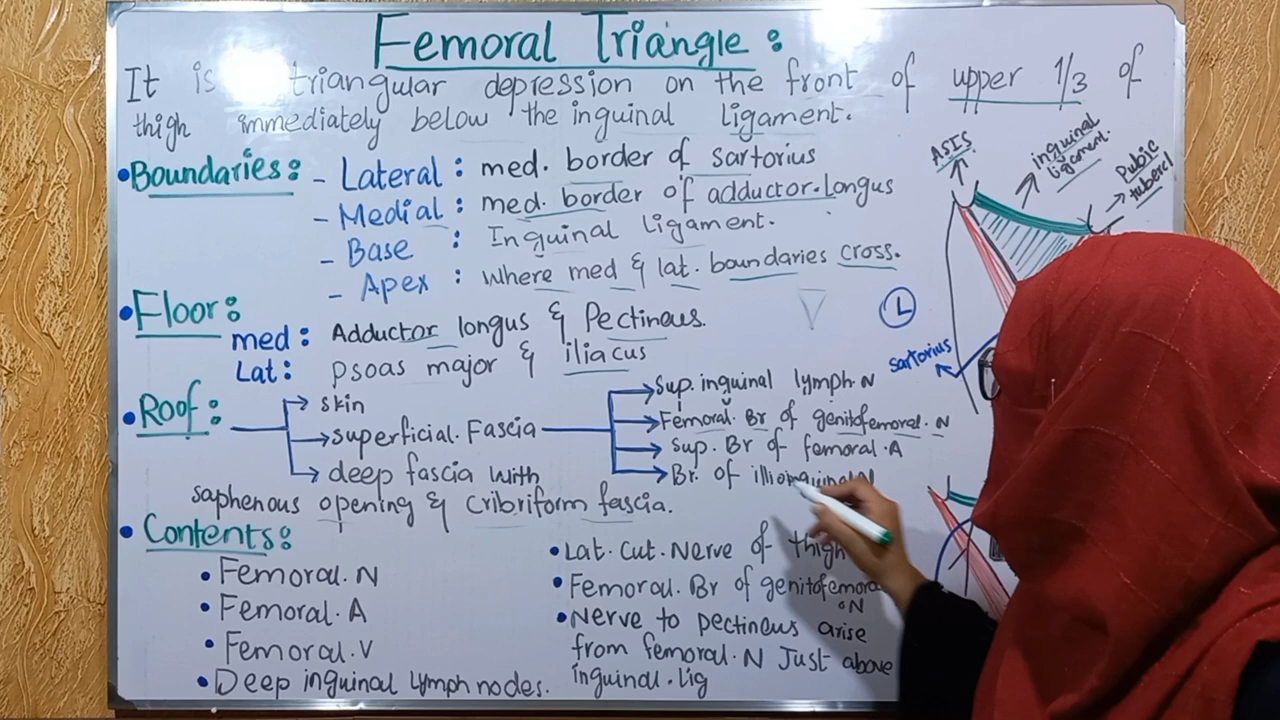 Femoral Triangle :
It is triangular depression on the front of upper 1/3 of
thigh immediately below the inguinal ligament.
• Boundaries : - Lateral : med. border of sartorius
- Medial : med. border of adductor. longus
- Base : Inguinal Ligament.
- Apex : where med & lat. boundaries cross.
• Floor :
med : Adductor longus & Pectineus.
Lat : psoas major & iliacus
• Roof :
skin
superficial. Fascia
deep fascia with
saphenous opening & Cribriform fascia.
Sup. inguinal lymph. N
Femoral. Br of genitofemoral. N
Sup. Br of femoral. A
Br. of
• Contents :
• Femoral. N
• Femoral. A
• Femoral. V
• Deep inguinal Lymph nodes.
• Lat. Cut. Nerve of thigh
• Femoral. Br of genitofemoral
N
• Nerve to pectineus arise
from femoral. N Just above
inguinal. lig
ASIS
inguinal
ligament.
Pubic
tubercl
L
sartorius